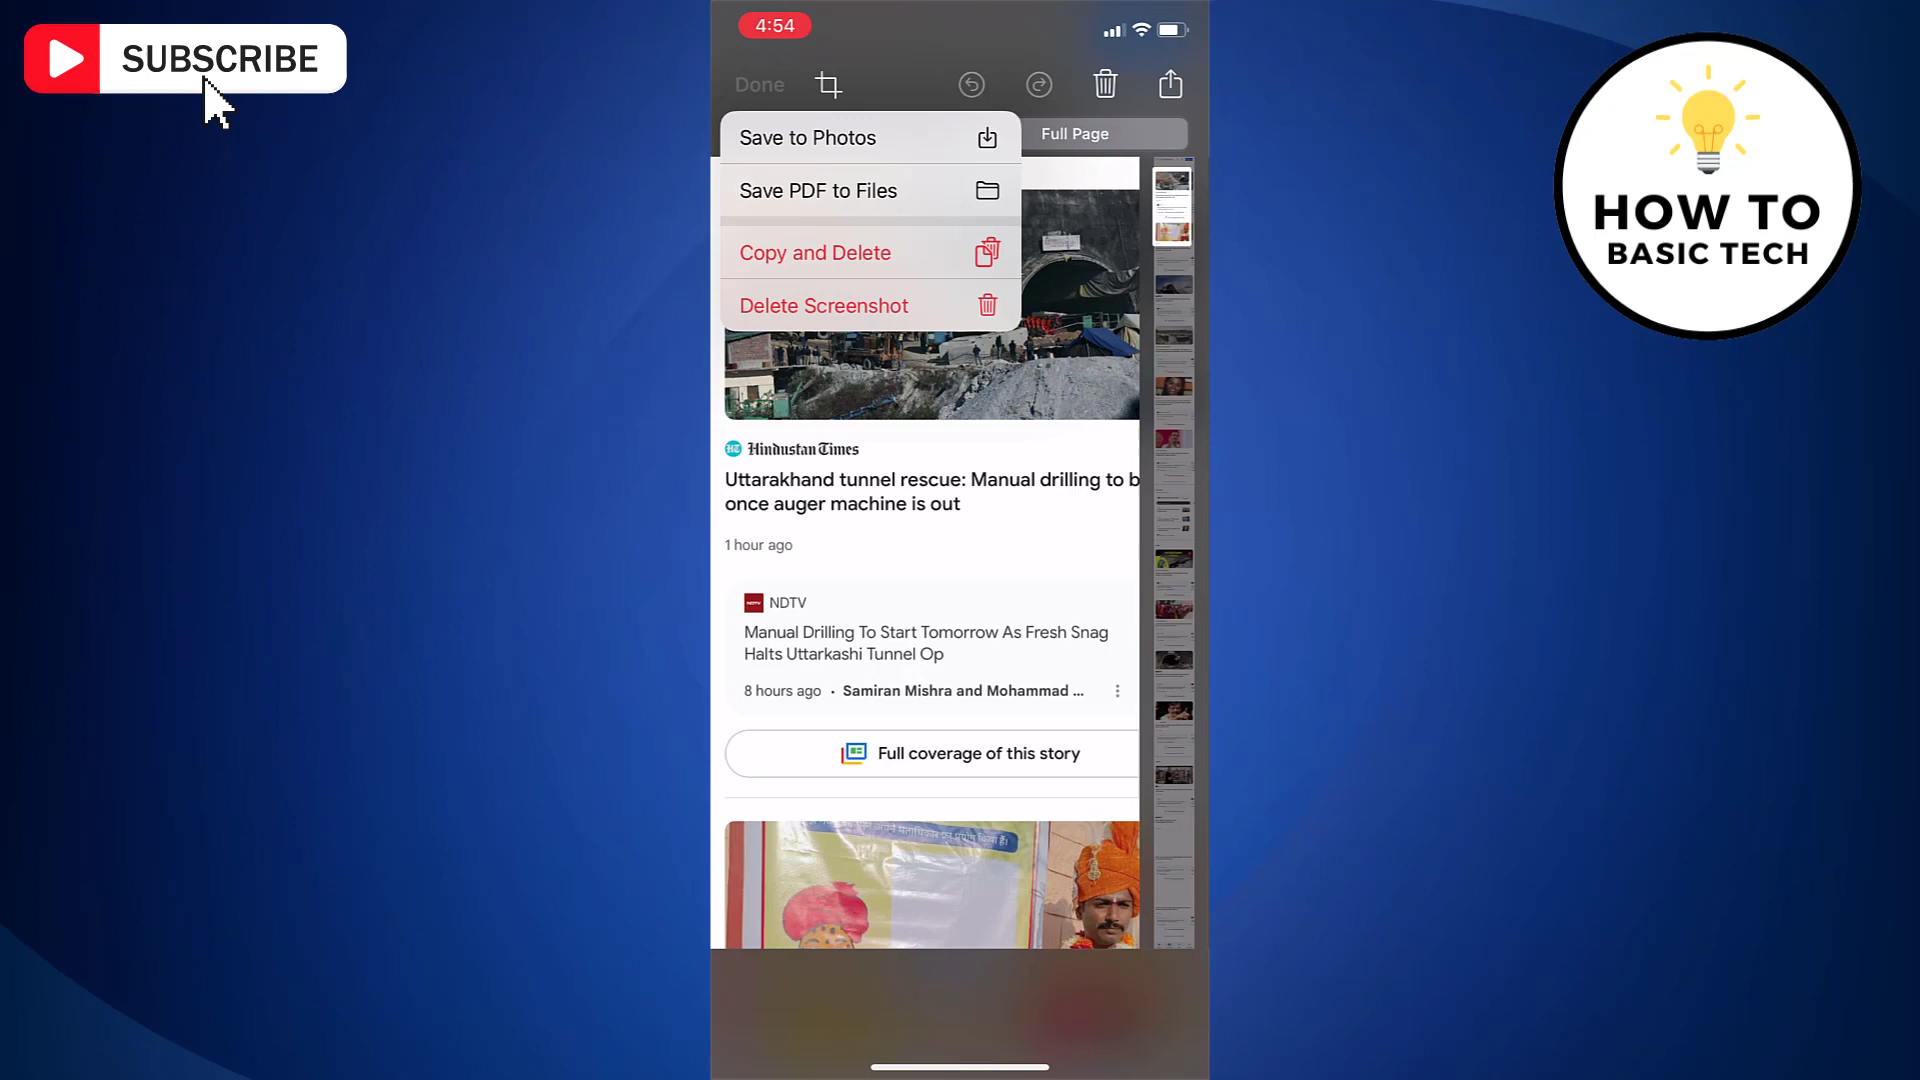 SUBSCRIBE
4:54
Done
Full Page
Save to Photos
Save PDF to Files
Copy and Delete
Delete Screenshot
Hindustan Times
Uttarakhand tunnel rescue: Manual drilling to b
once auger machine is out
1 hour ago
NDTV
Manual Drilling To Start Tomorrow As Fresh Snag
Halts Uttarkashi Tunnel Op
8 hours ago · Samiran Mishra and Mohammad ...
Full coverage of this story
HOW TO
BASIC TECH